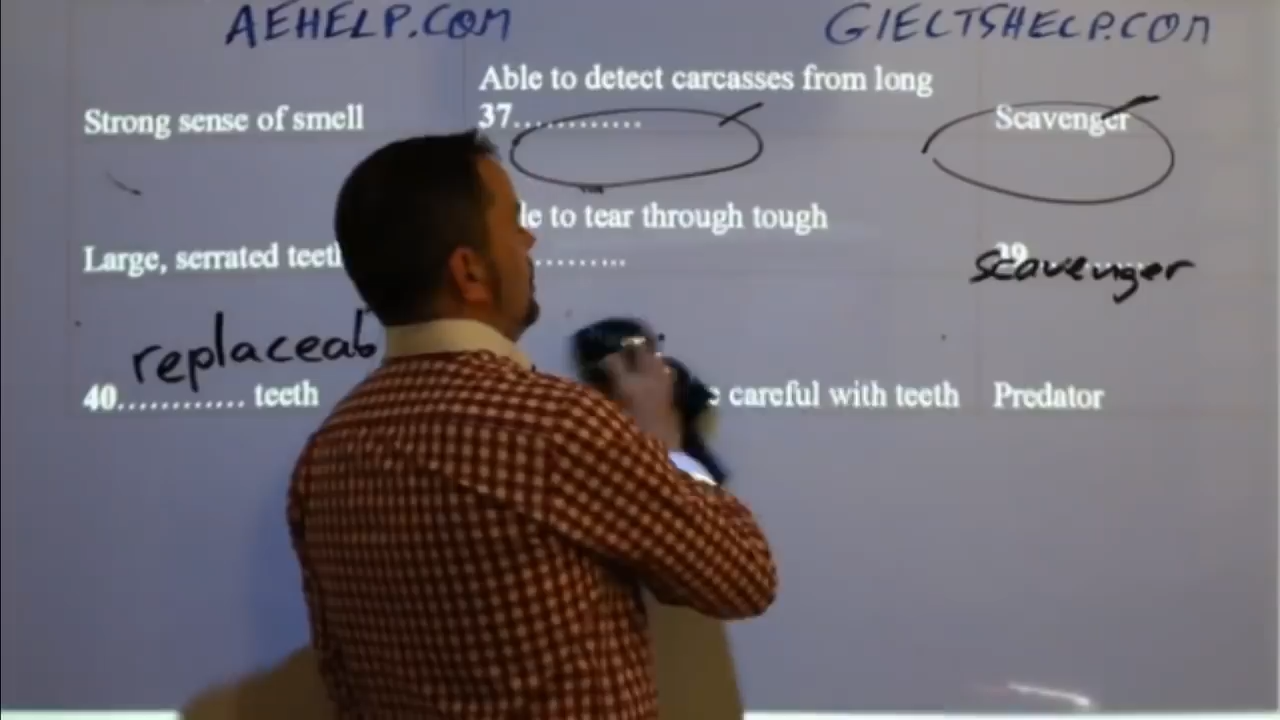 AEHELP.COM
GIELTSHELP.COM
Able to detect carcasses from long
Strong sense of smell
37............
Scavenger
le to tear through tough
Large, serrated teet
scavenger
replaceab
40............ teeth
careful with teeth
Predator